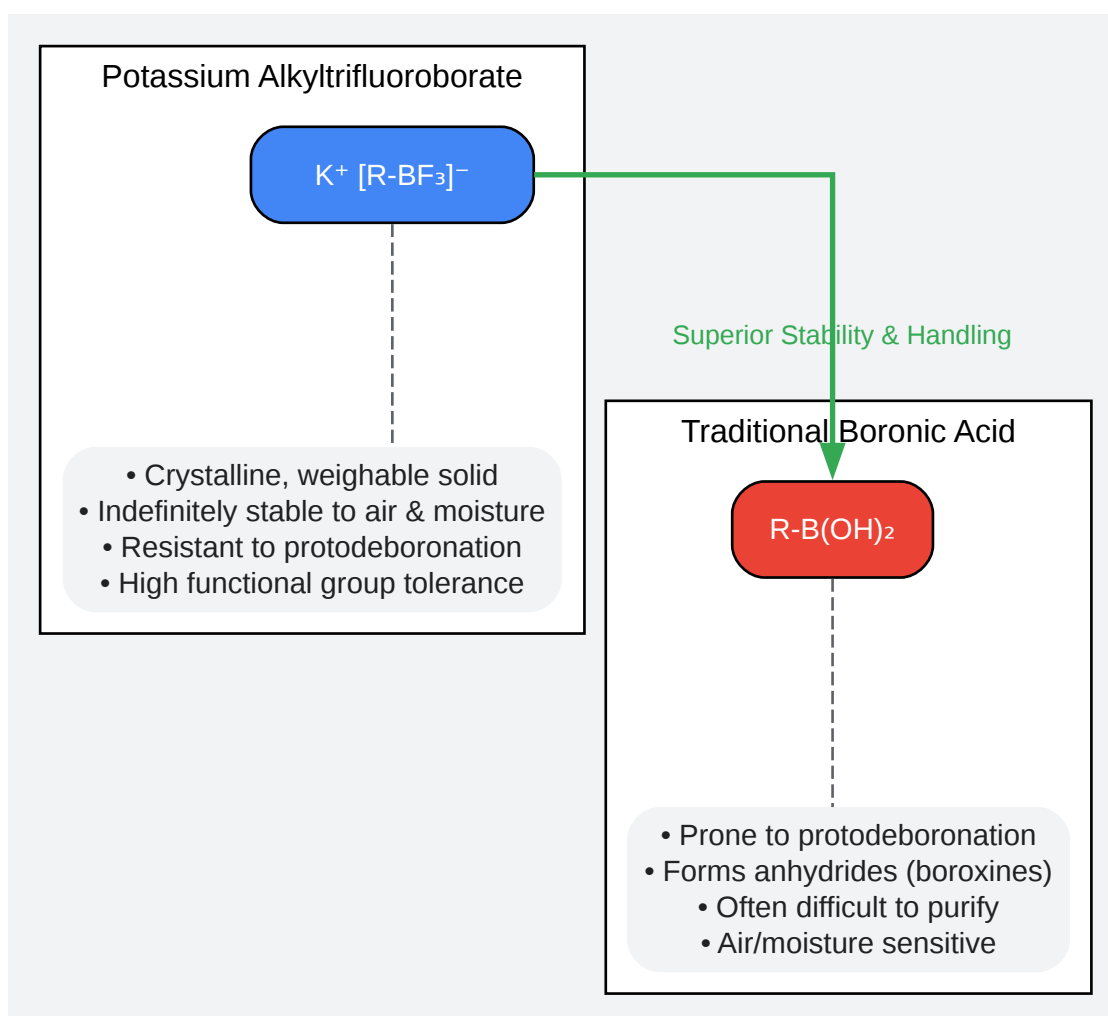 Potassium Alkyltrifluoroborate
K⁺ [R-BF₃]⁻
• Crystalline, weighable solid
• Indefinitely stable to air & moisture
• Resistant to protodeboronation
• High functional group tolerance
Superior Stability & Handling
Traditional Boronic Acid
R-B(OH)₂
• Prone to protodeboronation
• Forms anhydrides (boroxines)
• Often difficult to purify
• Air/moisture sensitive